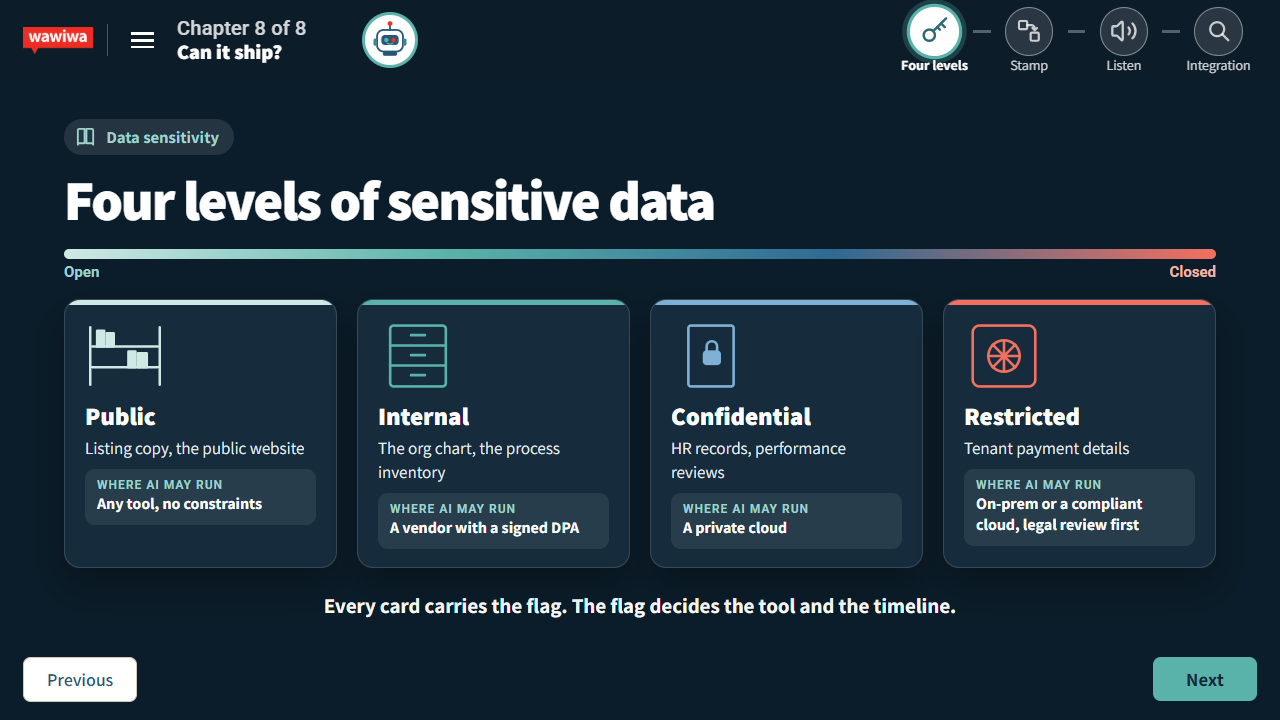 wawiwa
Chapter 8 of 8
Can it ship?
Four levels
Stamp
Listen
Integration
Data sensitivity
Four levels of sensitive data
Open
Closed
Public
Listing copy, the public website
WHERE AI MAY RUN
Any tool, no constraints
Internal
The org chart, the process
inventory
WHERE AI MAY RUN
A vendor with a signed DPA
Confidential
HR records, performance
reviews
WHERE AI MAY RUN
A private cloud
Restricted
Tenant payment details
WHERE AI MAY RUN
On-prem or a compliant
cloud, legal review first
Every card carries the flag. The flag decides the tool and the timeline.
Previous
Next